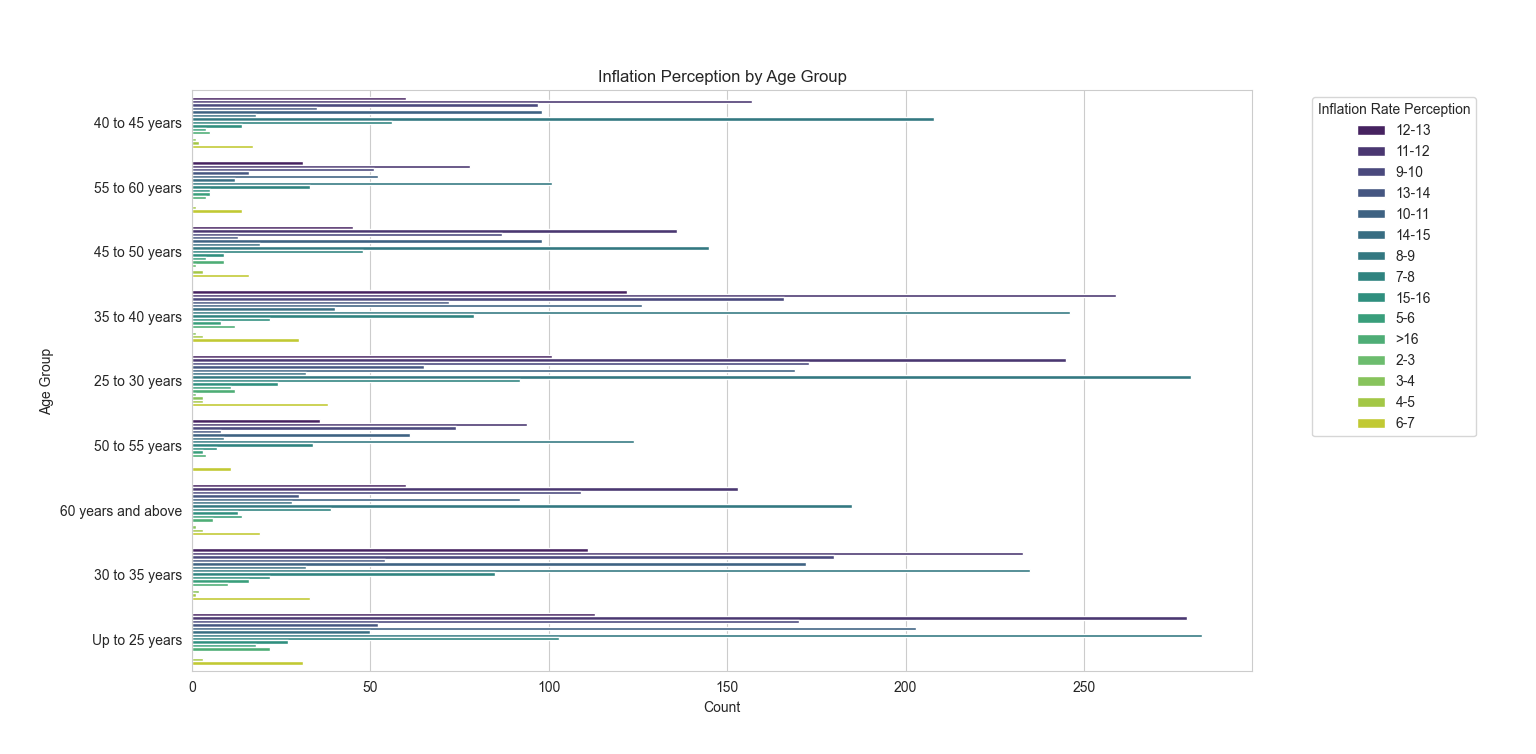 Inflation Perception by Age Group
Age Group
40 to 45 years
55 to 60 years
45 to 50 years
35 to 40 years
25 to 30 years
50 to 55 years
60 years and above
30 to 35 years
Up to 25 years
0 50 100 150 200 250
Count
Inflation Rate Perception
12-13
11-12
9-10
13-14
10-11
14-15
8-9
7-8
15-16
5-6
>16
2-3
3-4
4-5
6-7